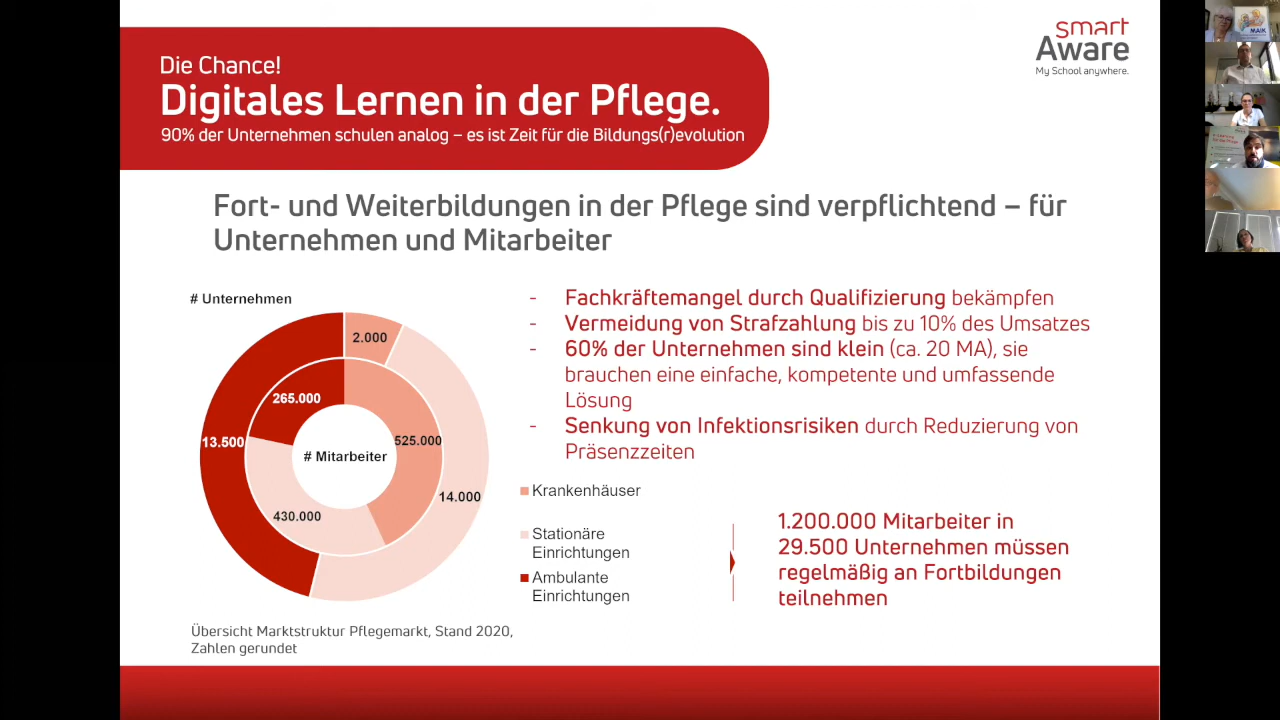 Die Chance!
Digitales Lernen in der Pflege.
90% der Unternehmen schulen analog – es ist Zeit für die Bildungs(r)evolution
smart
Aware
My School anywhere.
MAIK
Fort- und Weiterbildungen in der Pflege sind verpflichtend – für
Unternehmen und Mitarbeiter
# Unternehmen
2.000
265.000
13.500
525.000
# Mitarbeiter
14.000
430.000
- Fachkräftemangel durch Qualifizierung bekämpfen
- Vermeidung von Strafzahlung bis zu 10% des Umsatzes
- 60% der Unternehmen sind klein (ca. 20 MA), sie
brauchen eine einfache, kompetente und umfassende
Lösung
- Senkung von Infektionsrisiken durch Reduzierung von
Präsenzzeiten
Krankenhäuser
Stationäre
Einrichtungen
Ambulante
Einrichtungen
1.200.000 Mitarbeiter in
29.500 Unternehmen müssen
regelmäßig an Fortbildungen
teilnehmen
Übersicht Marktstruktur Pflegemarkt, Stand 2020,
Zahlen gerundet